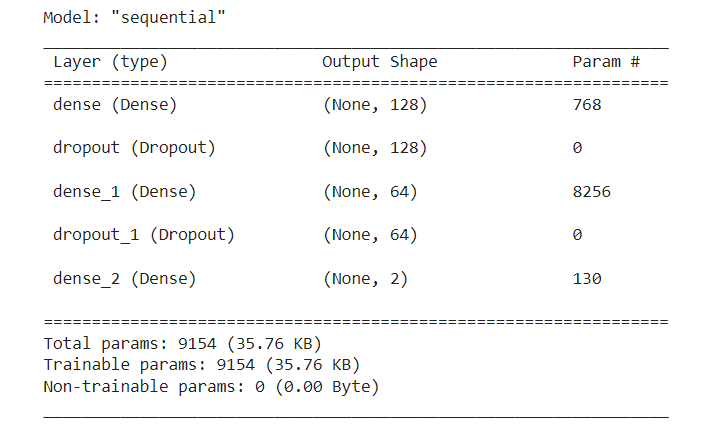 Model: "sequential"
Layer (type) Output Shape Param #
=================================================================
dense (Dense) (None, 128) 768
dropout (Dropout) (None, 128) 0
dense_1 (Dense) (None, 64) 8256
dropout_1 (Dropout) (None, 64) 0
dense_2 (Dense) (None, 2) 130
=================================================================
Total params: 9154 (35.76 KB)
Trainable params: 9154 (35.76 KB)
Non-trainable params: 0 (0.00 Byte)